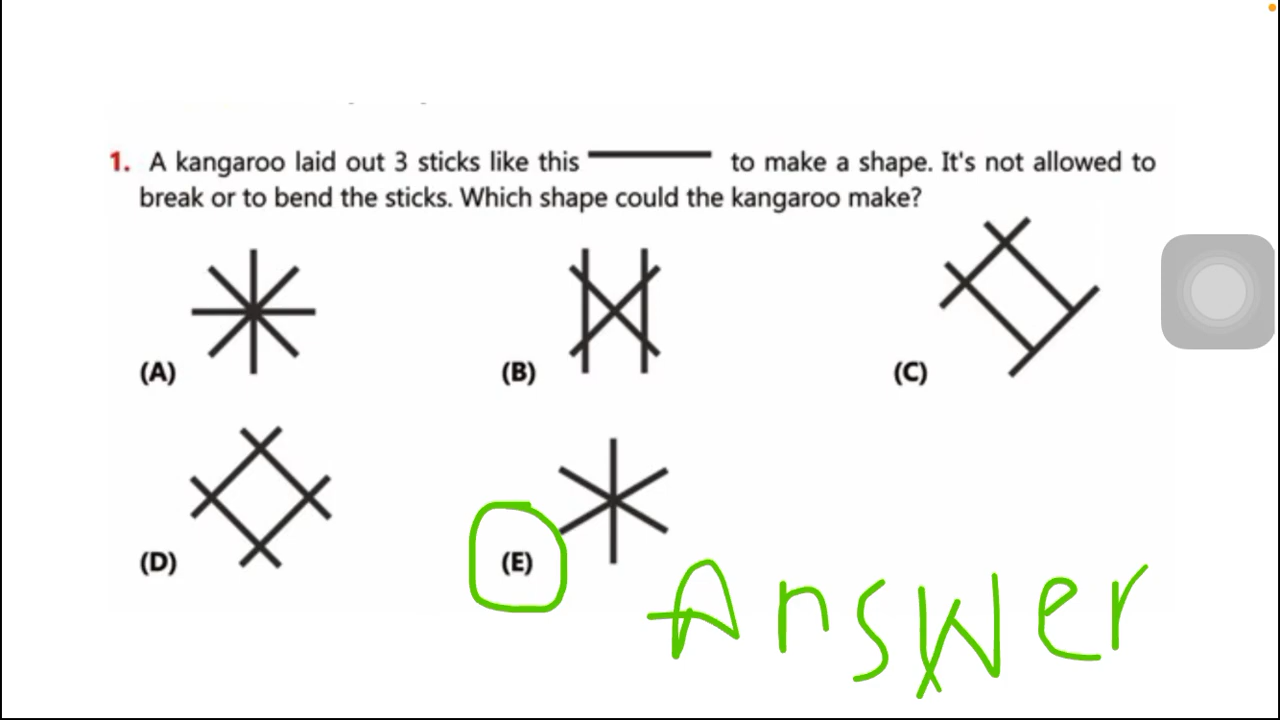 1. A kangaroo laid out 3 sticks like this to make a shape. It's not allowed to
break or to bend the sticks. Which shape could the kangaroo make?
(A) (B) (C)
(D) (E)
Answer